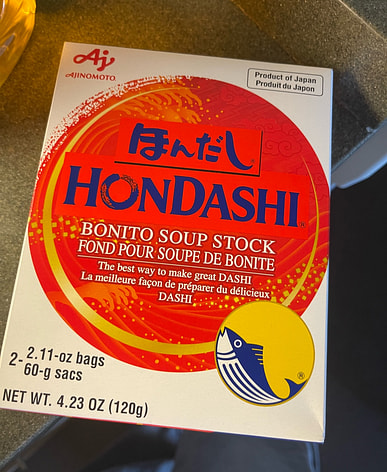 Aj
AJINOMOTO®
Product of Japan
Produit du Japon
ほんだし®
HONDASHI™
BONITO SOUP STOCK
FOND POUR SOUPE DE BONITE
The best way to make great DASHI
La meilleure façon de préparer du délicieux
DASHI
2- 2.11-oz bags
60-g sacs
NET WT. 4.23 OZ (120g)
®